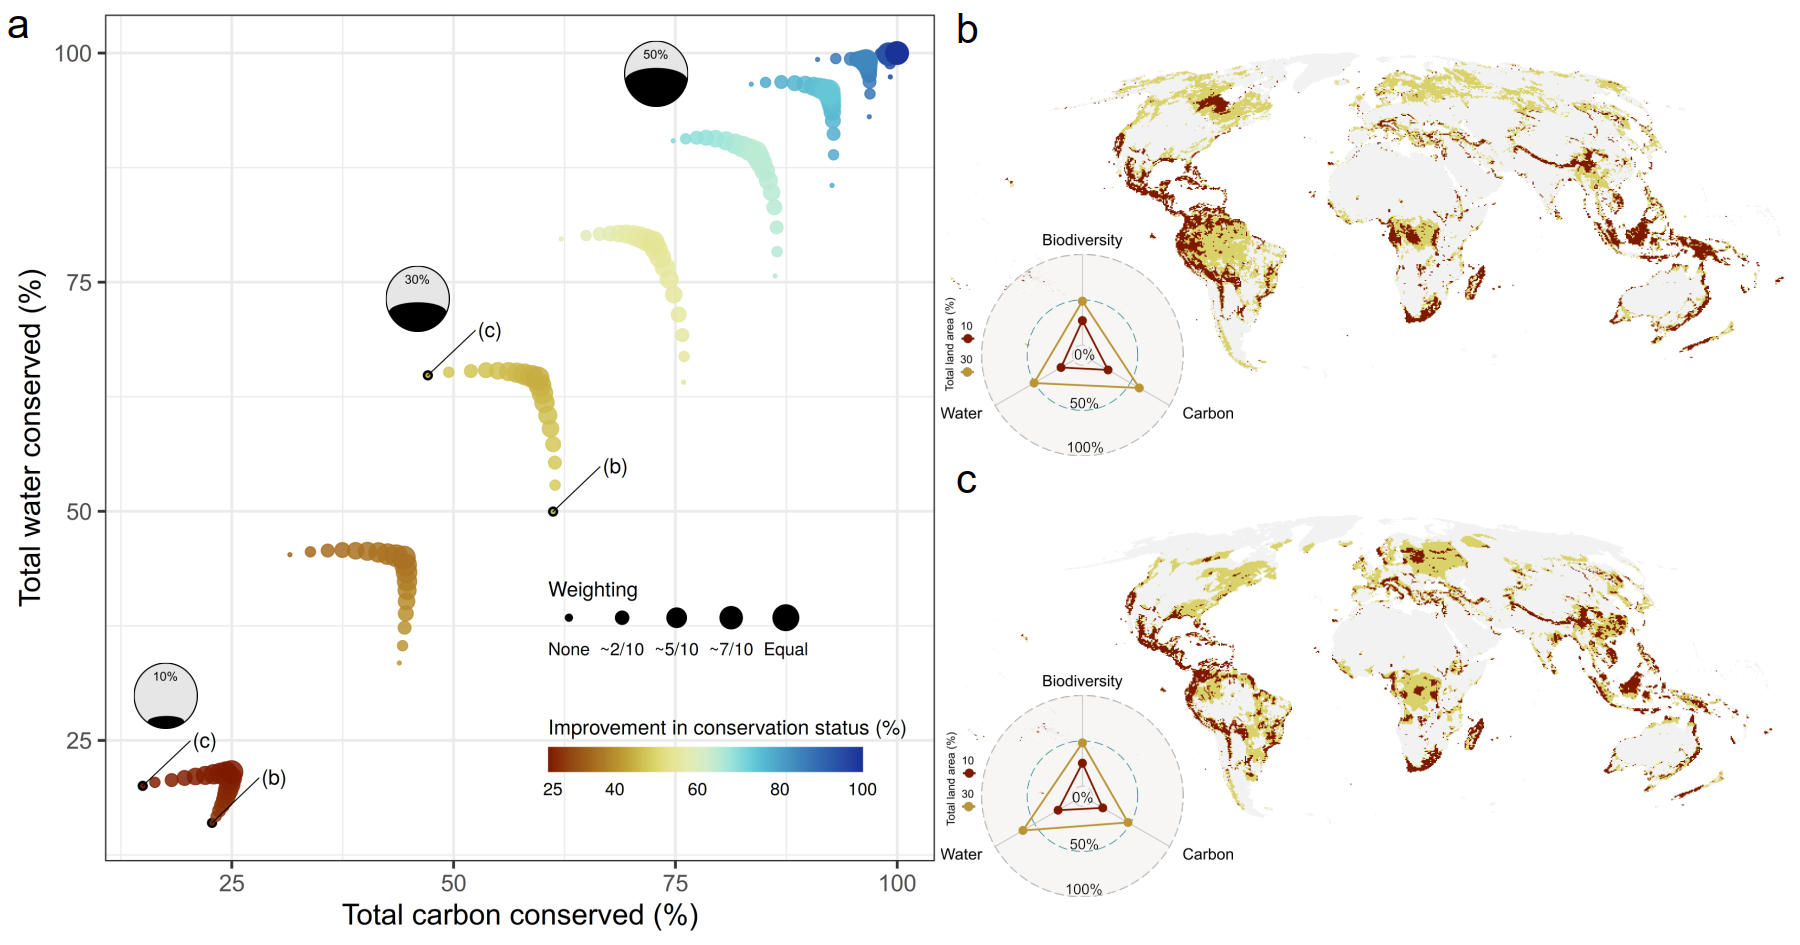 a
100
75
50
25
25
50
75
100
Total water conserved (%)
Total carbon conserved (%)
50%
30%
10%
(c)
(b)
(c)
(b)
Weighting
None ~2/10 ~5/10 ~7/10 Equal
Improvement in conservation status (%)
25 40 60 80 100
b
Biodiversity
Water
Carbon
0%
50%
100%
Total land area (%)
10
30
c
Biodiversity
Water
Carbon
0%
50%
100%
Total land area (%)
10
30